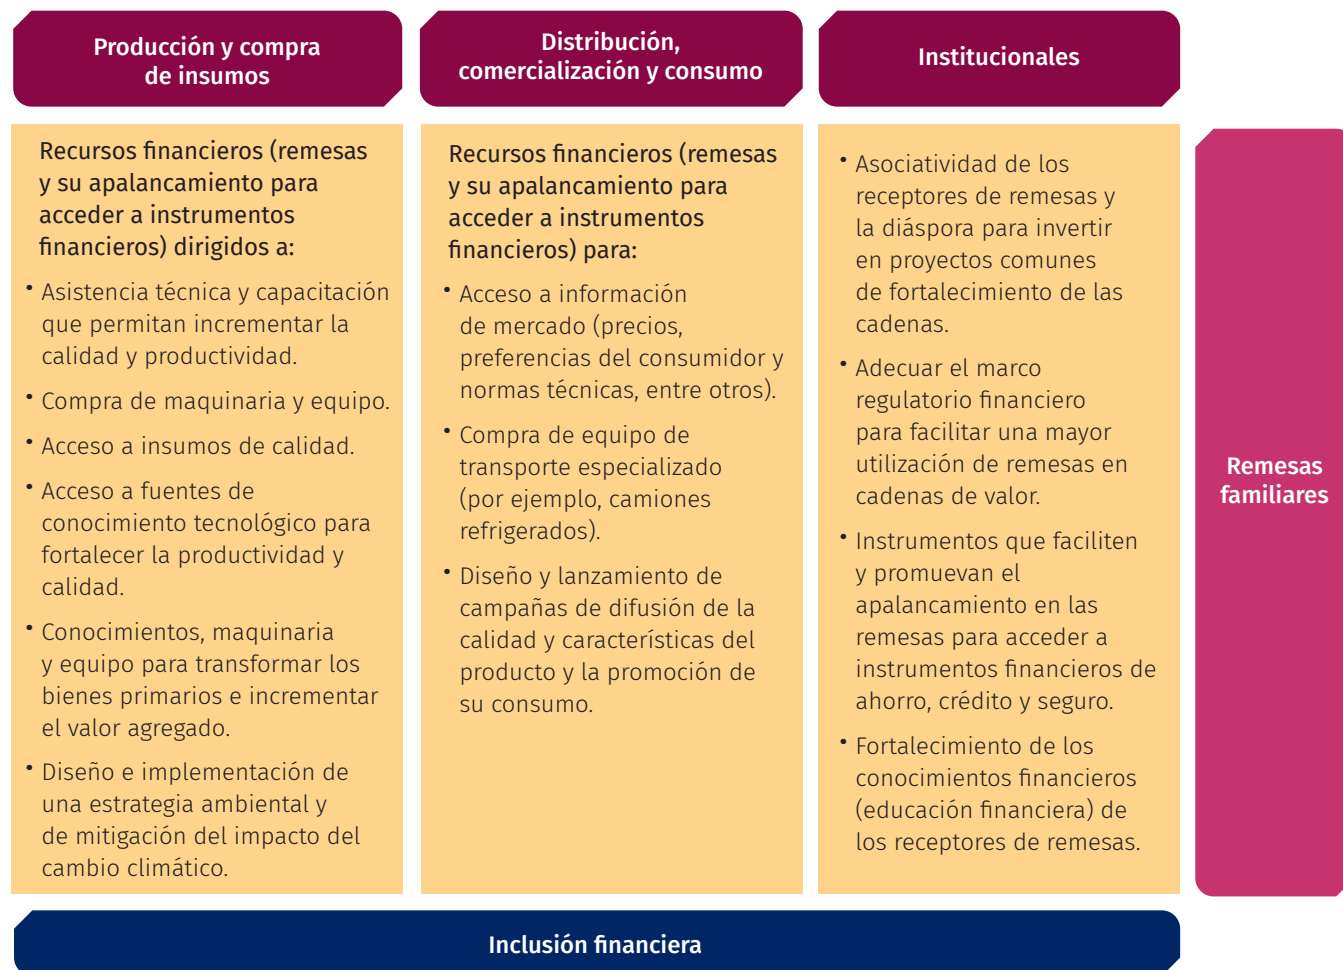 Producción y compra
de insumos
Distribución,
comercialización y consumo
Institucionales
Recursos financieros (remesas
y su apalancamiento para
acceder a instrumentos
financieros) dirigidos a:
• Asistencia técnica y capacitación
que permitan incrementar la
calidad y productividad.
• Compra de maquinaria y equipo.
• Acceso a insumos de calidad.
• Acceso a fuentes de
conocimiento tecnológico para
fortalecer la productividad y
calidad.
• Conocimientos, maquinaria
y equipo para transformar los
bienes primarios e incrementar
el valor agregado.
• Diseño e implementación de
una estrategia ambiental y
de mitigación del impacto del
cambio climático.
Recursos financieros (remesas
y su apalancamiento para
acceder a instrumentos
financieros) para:
• Acceso a información
de mercado (precios,
preferencias del consumidor y
normas técnicas, entre otros).
• Compra de equipo de
transporte especializado
(por ejemplo, camiones
refrigerados).
• Diseño y lanzamiento de
campañas de difusión de la
calidad y características del
producto y la promoción de
su consumo.
• Asociatividad de los
receptores de remesas y
la diáspora para invertir
en proyectos comunes
de fortalecimiento de las
cadenas.
• Adecuar el marco
regulatorio financiero
para facilitar una mayor
utilización de remesas en
cadenas de valor.
• Instrumentos que faciliten
y promuevan el
apalancamiento en las
remesas para acceder a
instrumentos financieros de
ahorro, crédito y seguro.
• Fortalecimiento de los
conocimientos financieros
(educación financiera) de
los receptores de remesas.
Remesas
familiares
Inclusión financiera